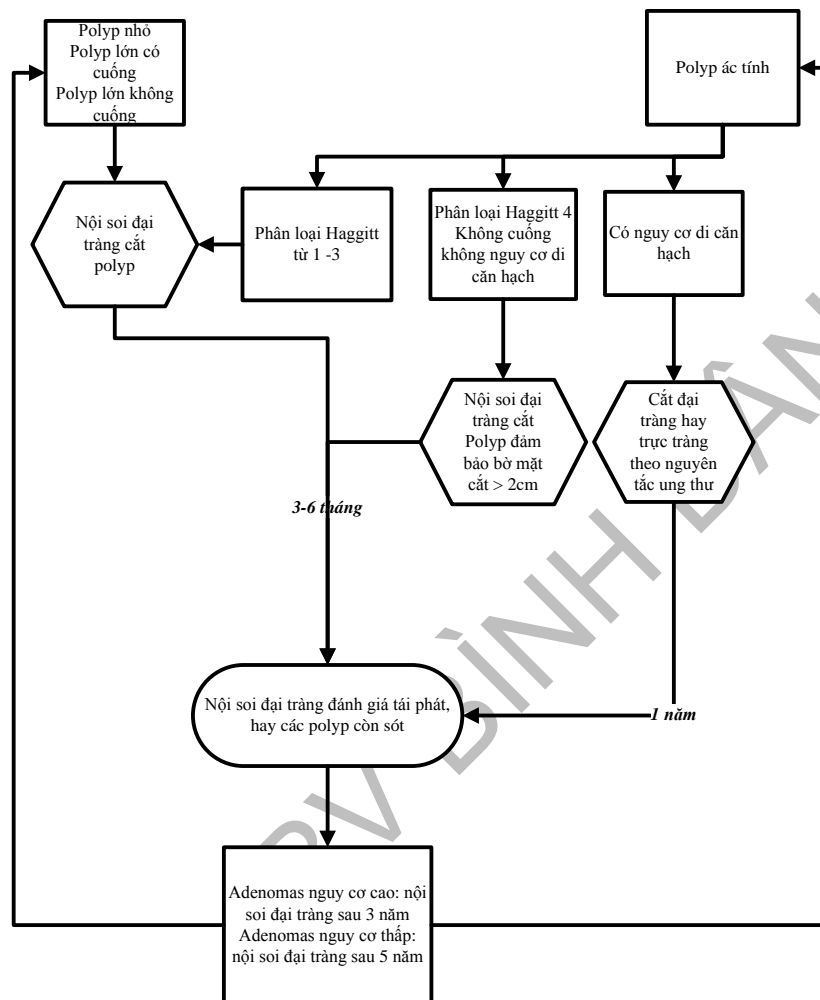 Polyp nhỏ
Polyp lớn có
cuống
Polyp lớn không
cuống
Polyp ác tính
Nội soi đại
tràng cắt
polyp
Phân loại Haggitt
từ 1 -3
Phân loại Haggitt 4
Không cuống
không nguy cơ di
căn hạch
Có nguy cơ di căn
hạch
Nội soi đại
tràng cắt
Polyp đảm
bảo bờ mặt
cắt > 2cm
Cắt đại
tràng hay
trực tràng
theo nguyên
tắc ung thư
3-6 tháng
Nội soi đại tràng đánh giá tái phát,
hay các polyp còn sót
1 năm
Adenomas nguy cơ cao: nội
soi đại tràng sau 3 năm
Adenomas nguy cơ thấp:
nội soi đại tràng sau 5 năm
BV BÌNH DÂN